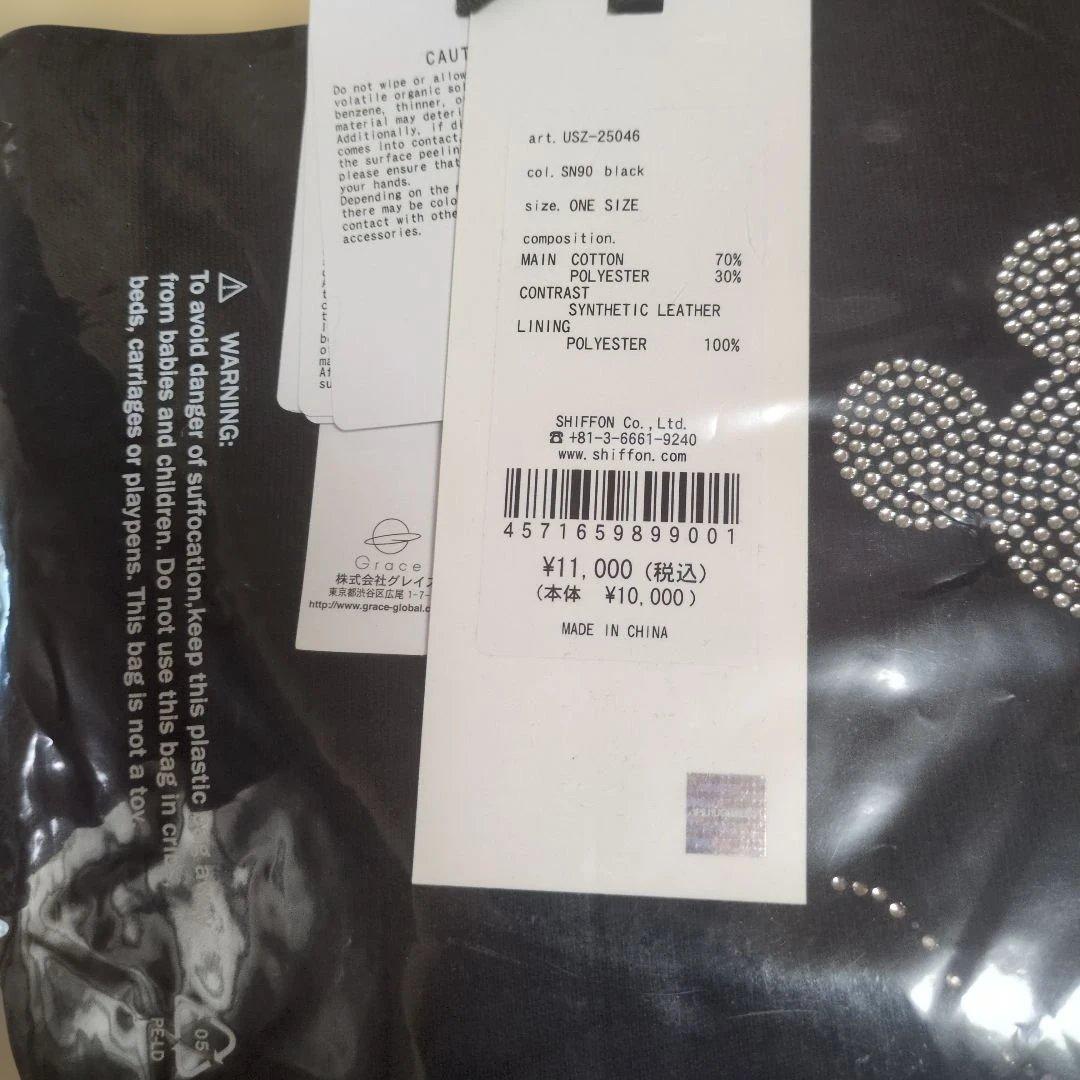 CAUT
Do not wipe or allow
volatile organic sol
benzene, thinner, o
material may deteri
Additionally, if di
comes into contact,
the surface peelin
please ensure that
your hands.
Depending on the
there may be colo
contact with othe
accessories.
art. USZ-25046
col. SN90 black
size. ONE SIZE
composition.
MAIN COTTON 70%
POLYESTER 30%
CONTRAST
SYNTHETIC LEATHER
LINING
POLYESTER 100%
SHIFFON Co.,Ltd.
☎ +81-3-6661-9240
www.shiffon.com
4571659899001
¥11,000 (税込)
(本体 ¥10,000)
MADE IN CHINA
Grace
株式会社グレイス
東京都渋谷区広尾 1-7-
http://www.grace-global.c
⚠ WARNING:
To avoid danger of suffocation,keep this plastic
from babies and children. Do not use this bag in cri
beds, carriages or playpens. This bag is not a toy.
05
PE-LD